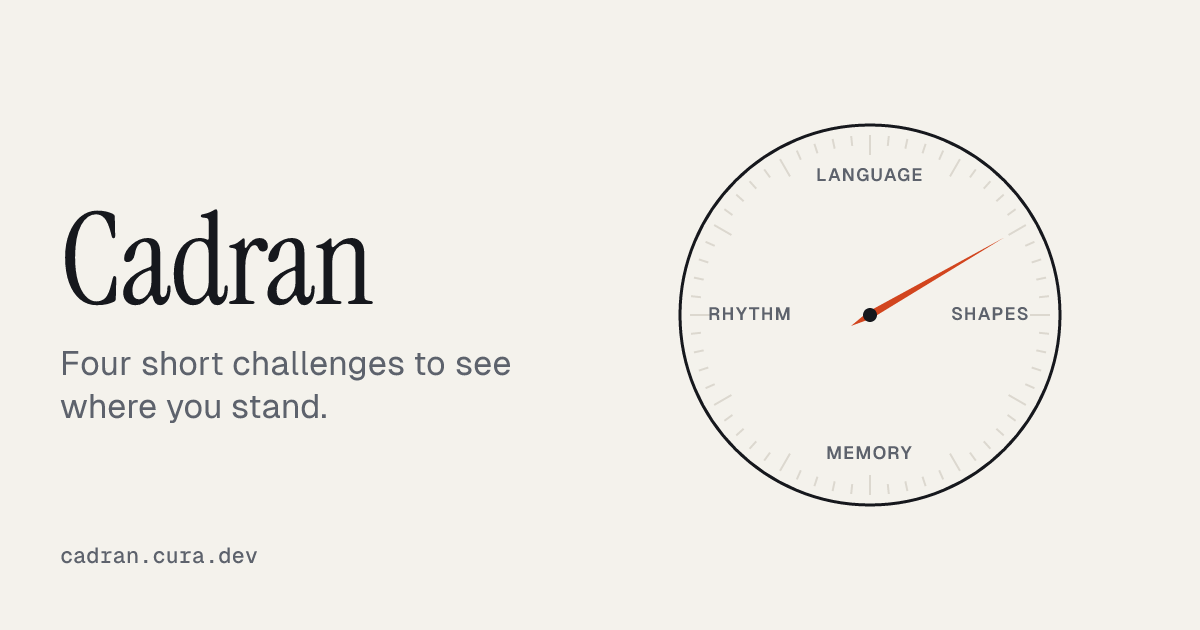 Cadran
Four short challenges to see
where you stand.
cadran.cura.dev
LANGUAGE
RHYTHM
SHAPES
MEMORY